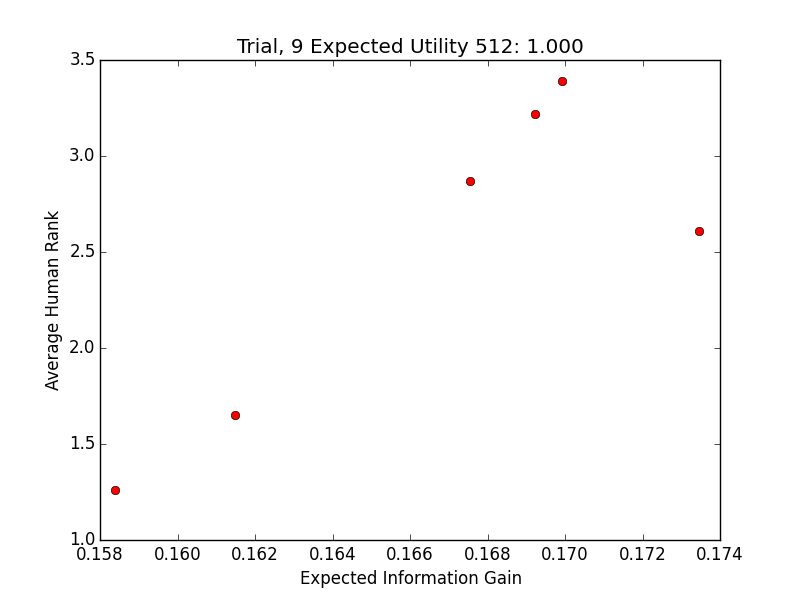 Trial, 9 Expected Utility 512: 1.000
3.5
3.0
2.5
2.0
1.5
1.0
Average Human Rank
0.158 0.160 0.162 0.164 0.166 0.168 0.170 0.172 0.174
Expected Information Gain